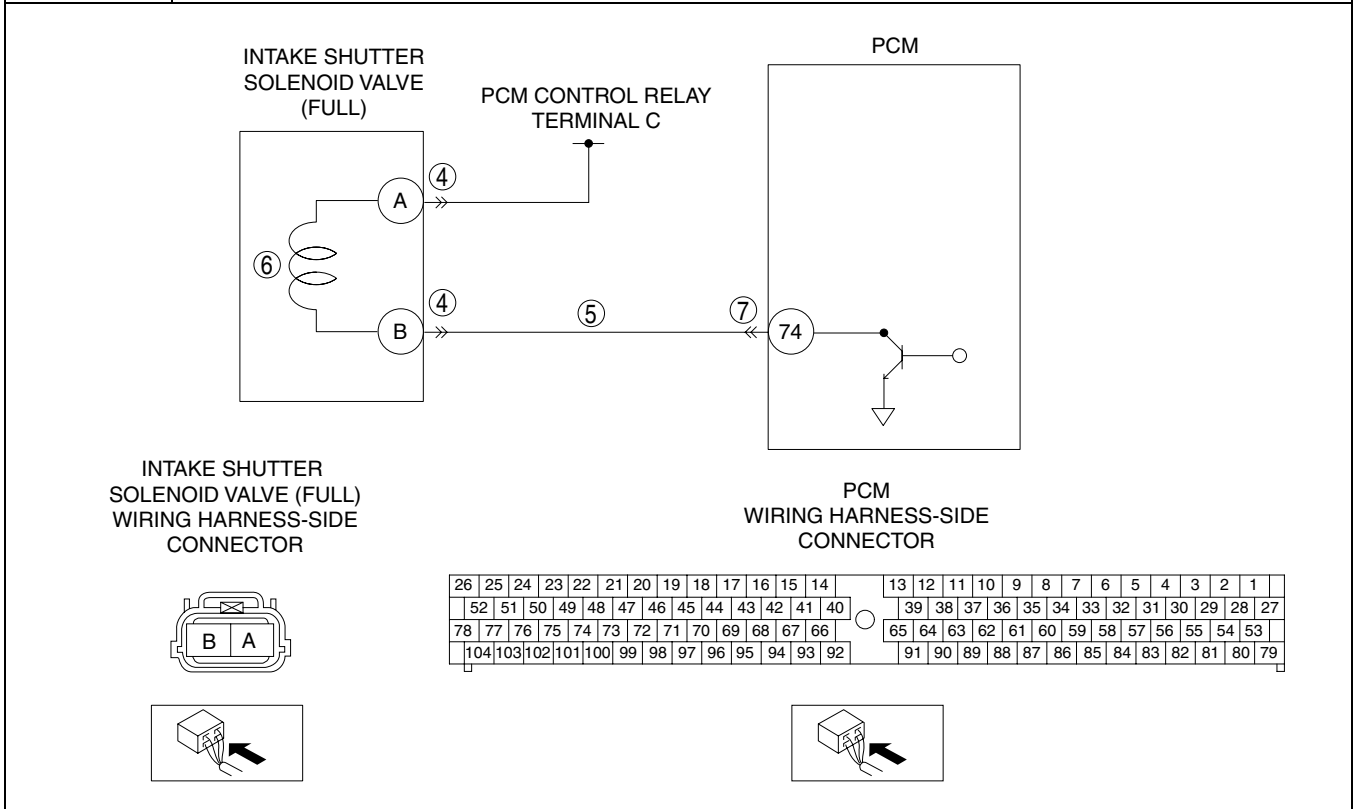 INTAKE SHUTTER
SOLENOID VALVE
(FULL)
PCM CONTROL RELAY
TERMINAL C
PCM
④
A
⑥
④
B
⑤
⑦
74
INTAKE SHUTTER
SOLENOID VALVE (FULL)
WIRING HARNESS-SIDE
CONNECTOR
B A
PCM
WIRING HARNESS-SIDE
CONNECTOR
26 25 24 23 22 21 20 19 18 17 16 15 14 13 12 11 10 9 8 7 6 5 4 3 2 1
52 51 50 49 48 47 46 45 44 43 42 41 40 39 38 37 36 35 34 33 32 31 30 29 28 27
78 77 76 75 74 73 72 71 70 69 68 67 66 65 64 63 62 61 60 59 58 57 56 55 54 53
104 103 102 101 100 99 98 97 96 95 94 93 92 91 90 89 88 87 86 85 84 83 82 81 80 79